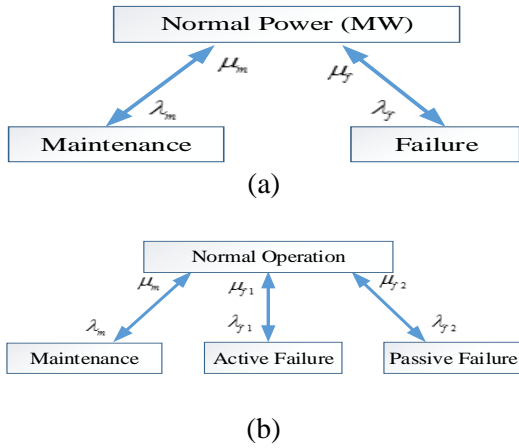 Normal Power (MW)
μm μf
λm λf
Maintenance Failure
(a)
Normal Operation
μm μf1 μf2
λm λf1 λf2
Maintenance Active Failure Passive Failure
(b)